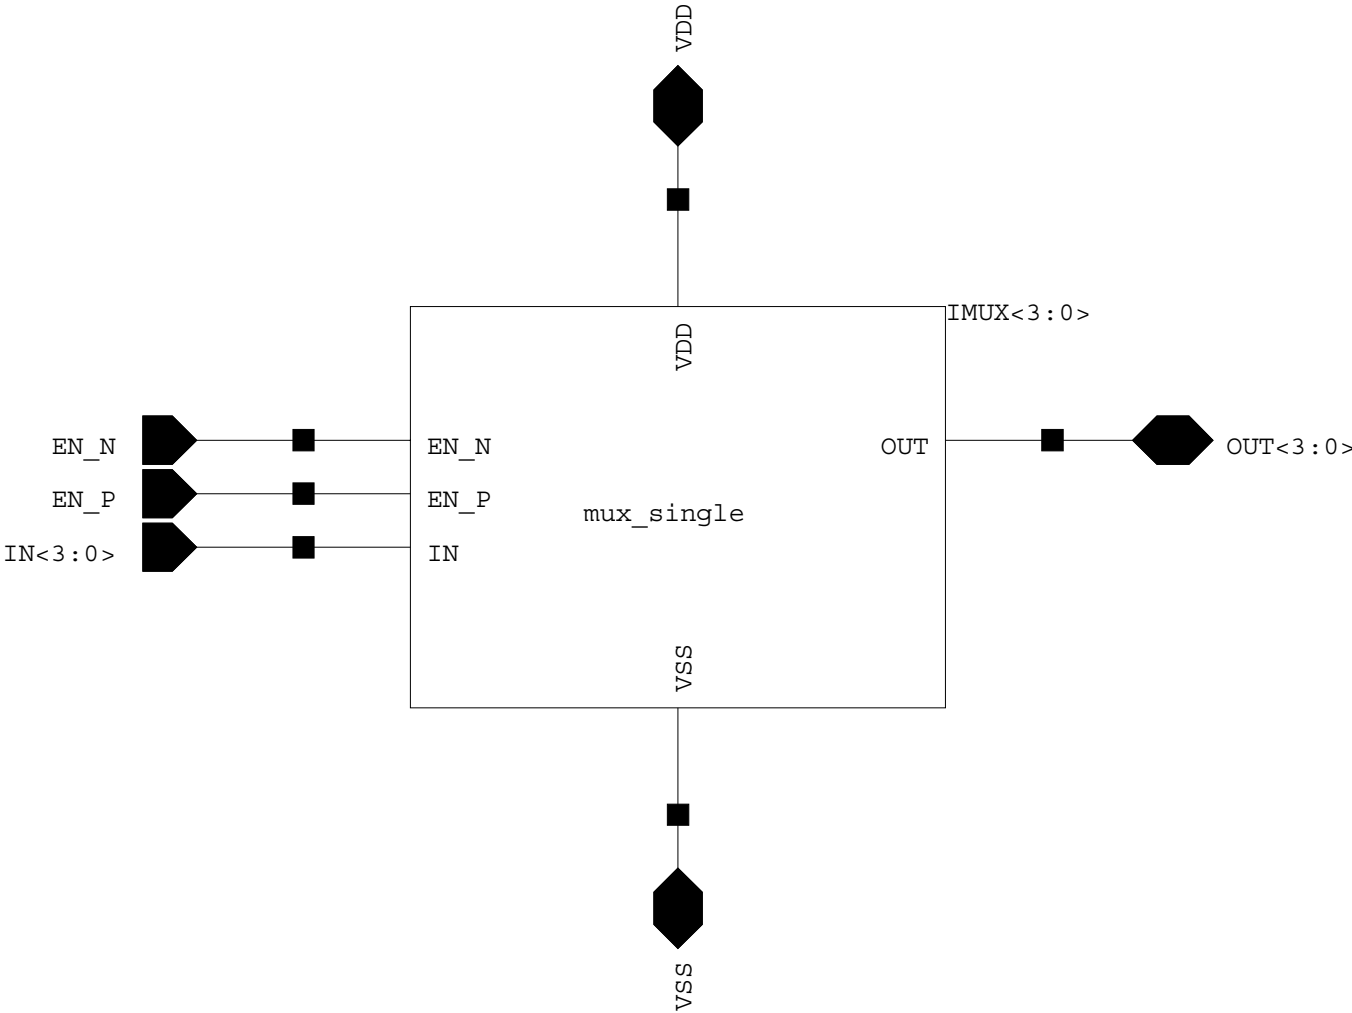 VDD
IMUX<3:0>
VDD
EN_N
EN_N
OUT
OUT<3:0>
EN_P
EN_P
mux_single
IN<3:0>
IN
VSS
VSS